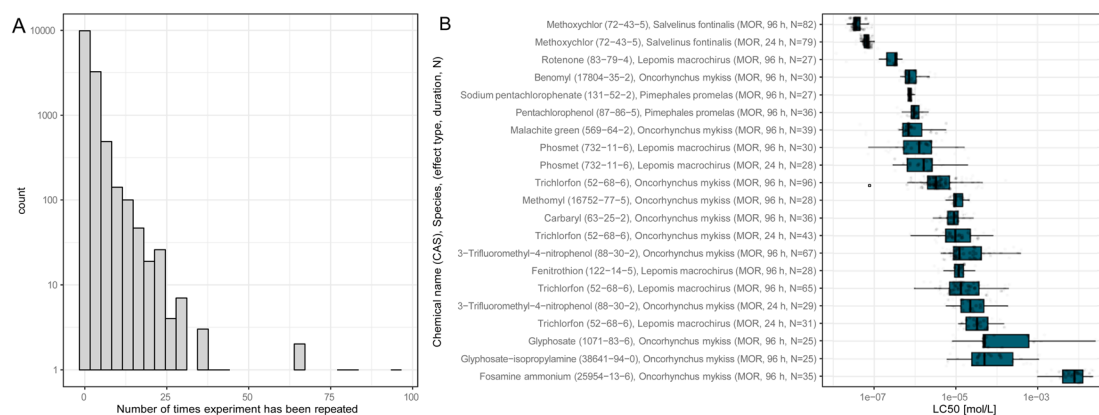 A
10000
1000
100
10
1
count
0
25
50
75
100
Number of times experiment has been repeated
B
Chemical name (CAS), Species, (effect type, duration, N)
Methoxychlor (72−43−5), Salvelinus fontinalis (MOR, 96 h, N=82)
Methoxychlor (72−43−5), Salvelinus fontinalis (MOR, 24 h, N=79)
Rotenone (83−79−4), Lepomis macrochirus (MOR, 96 h, N=27)
Benomyl (17804−35−2), Oncorhynchus mykiss (MOR, 96 h, N=30)
Sodium pentachlorophenate (131−52−2), Pimephales promelas (MOR, 96 h, N=27)
Pentachlorophenol (87−86−5), Pimephales promelas (MOR, 96 h, N=36)
Malachite green (569−64−2), Oncorhynchus mykiss (MOR, 96 h, N=39)
Phosmet (732−11−6), Lepomis macrochirus (MOR, 96 h, N=30)
Phosmet (732−11−6), Lepomis macrochirus (MOR, 24 h, N=28)
Trichlorfon (52−68−6), Oncorhynchus mykiss (MOR, 96 h, N=96)
Methomyl (16752−77−5), Oncorhynchus mykiss (MOR, 96 h, N=28)
Carbaryl (63−25−2), Oncorhynchus mykiss (MOR, 96 h, N=36)
Trichlorfon (52−68−6), Oncorhynchus mykiss (MOR, 24 h, N=43)
3−Trifluoromethyl−4−nitrophenol (88−30−2), Oncorhynchus mykiss (MOR, 96 h, N=67)
Fenitrothion (122−14−5), Lepomis macrochirus (MOR, 96 h, N=28)
Trichlorfon (52−68−6), Lepomis macrochirus (MOR, 96 h, N=65)
3−Trifluoromethyl−4−nitrophenol (88−30−2), Oncorhynchus mykiss (MOR, 24 h, N=29)
Trichlorfon (52−68−6), Lepomis macrochirus (MOR, 24 h, N=31)
Glyphosate (1071−83−6), Oncorhynchus mykiss (MOR, 96 h, N=25)
Glyphosate−isopropylamine (38641−94−0), Oncorhynchus mykiss (MOR, 96 h, N=25)
Fosamine ammonium (25954−13−6), Oncorhynchus mykiss (MOR, 96 h, N=35)
1e−07
1e−05
1e−03
LC50 [mol/L]